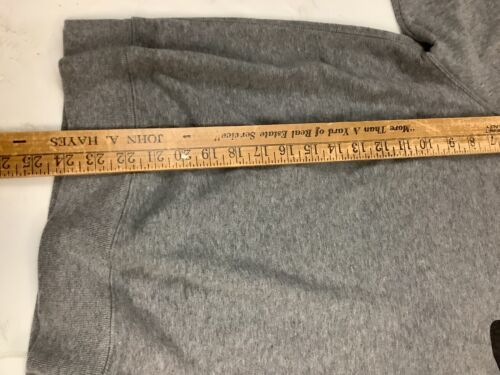 JOHN A. HAYES "More Than A Yard of Real Estate Service"
25 24 23 22 21 20 19 18 17 16 15 14 13 12 11 10 9 8 7